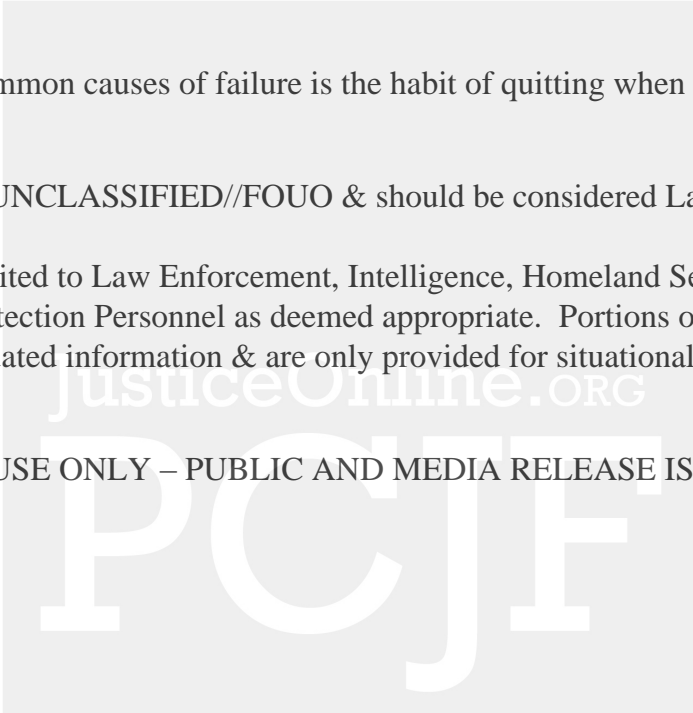 mmon causes of failure is the habit of quitting when
UNCLASSIFIED//FOUO & should be considered La
ited to Law Enforcement, Intelligence, Homeland Se
tection Personnel as deemed appropriate. Portions o
ated information & are only provided for situational
JusticeOnline.ORG
USE ONLY – PUBLIC AND MEDIA RELEASE IS
PCJF